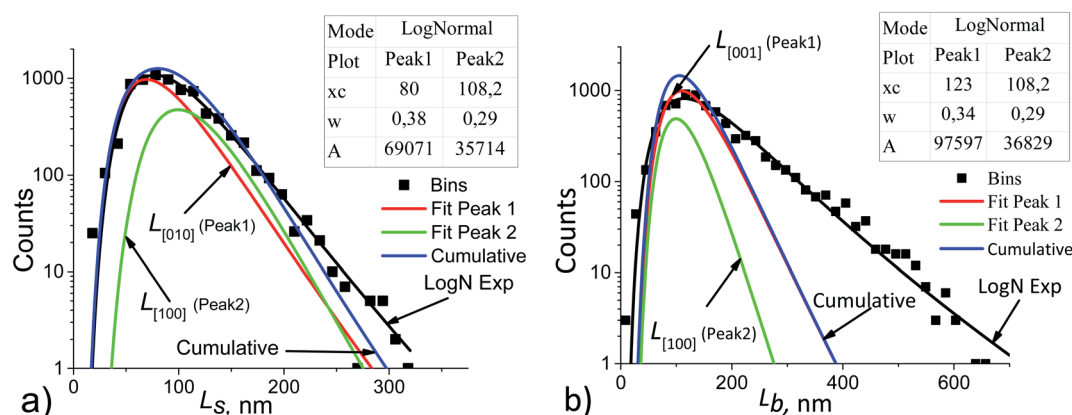 Mode LogNormal
Plot Peak1 Peak2
xc 80 108,2
w 0,38 0,29
A 69071 35714
1000
100
10
1
Counts
Bins
Fit Peak 1
Fit Peak 2
Cumulative
LogN Exp
L[010] (Peak1)
L[100] (Peak2)
Cumulative
0 100 200 300
a) Ls, nm
Mode LogNormal
Plot Peak1 Peak2
xc 123 108,2
w 0,34 0,29
A 97597 36829
L[001] (Peak1)
1000
100
10
1
Counts
Bins
Fit Peak 1
Fit Peak 2
Cumulative
LogN Exp
Cumulative
L[100] (Peak2)
0 200 400 600
b) Lb, nm